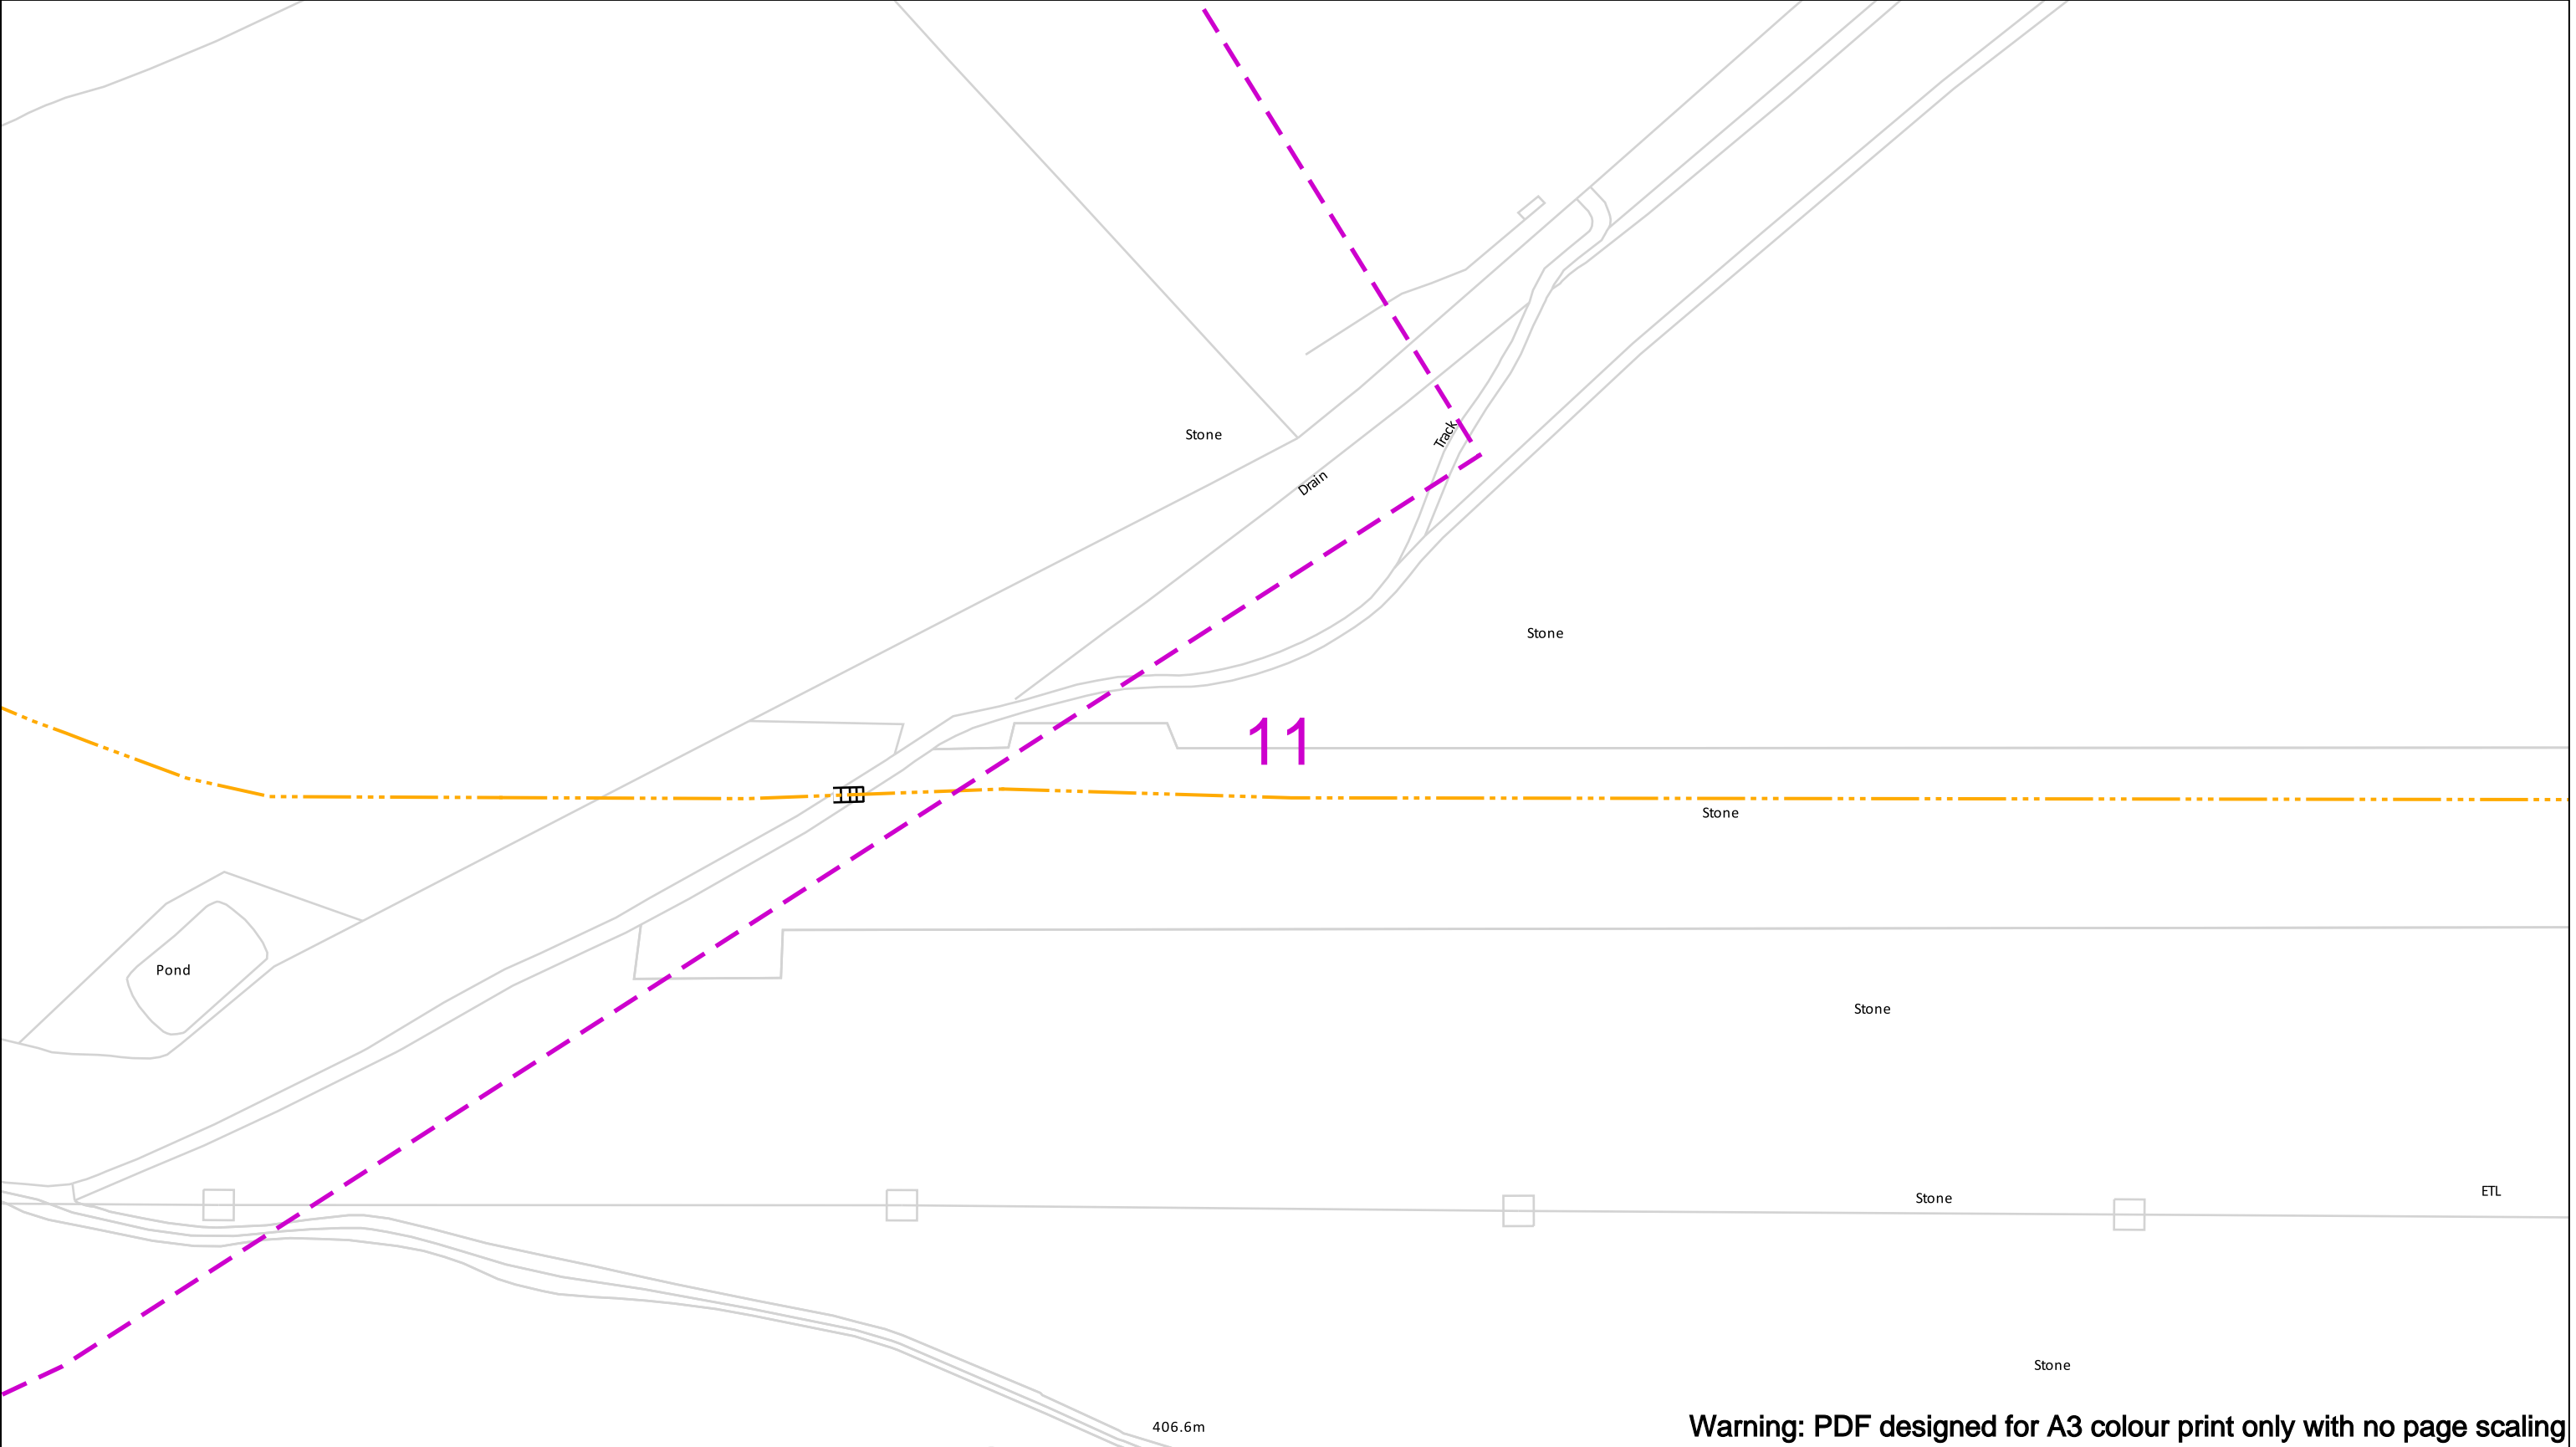 Stone
Track
Drain
Stone
11
Stone
Pond
Stone
ETL
Stone
Stone
406.6m
Warning: PDF designed for A3 colour print only with no page scaling